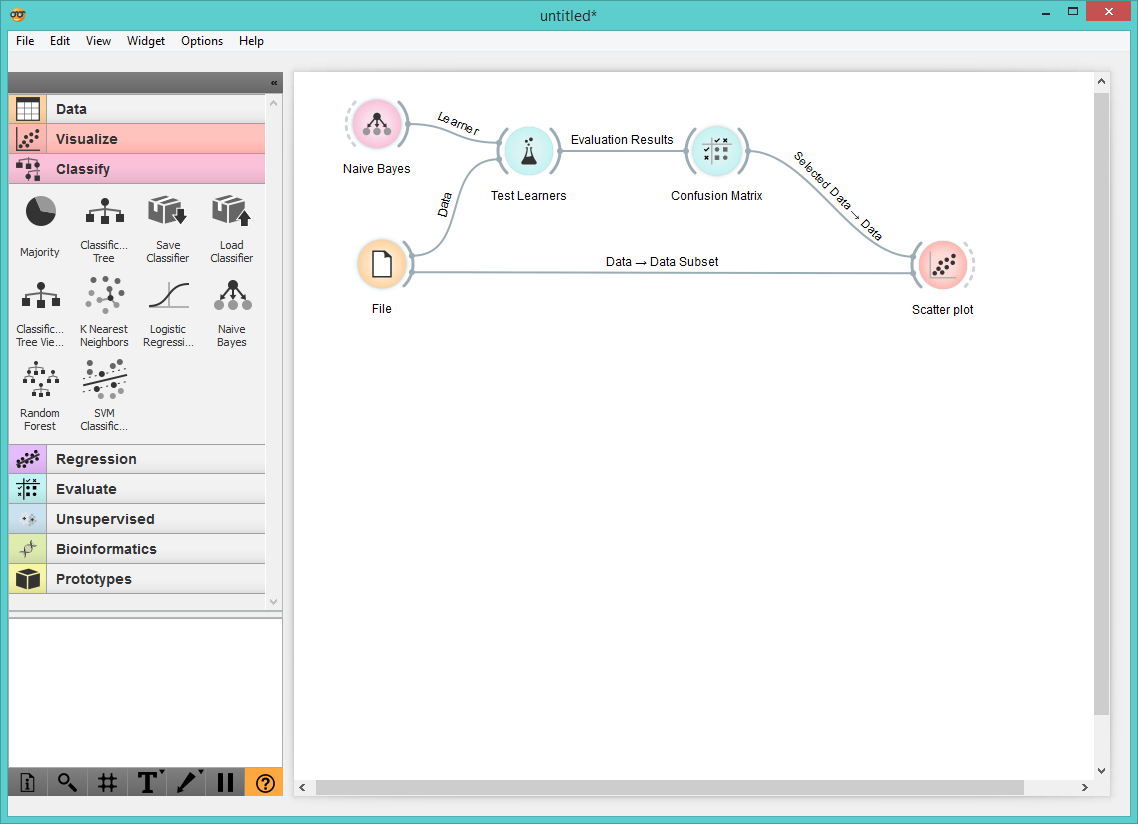 untitled*
File Edit View Widget Options Help
«
Data
Visualize
Classify
Majority
Classific...
Tree
Save
Classifier
Load
Classifier
Classific...
Tree Vie...
K Nearest
Neighbors
Logistic
Regressi...
Naive
Bayes
Random
Forest
SVM
Classific...
Regression
Evaluate
Unsupervised
Bioinformatics
Prototypes
T
?
Naive Bayes
Learner
Test Learners
Evaluation Results
Confusion Matrix
Selected Data → Data
Data
File
Data → Data Subset
Scatter plot